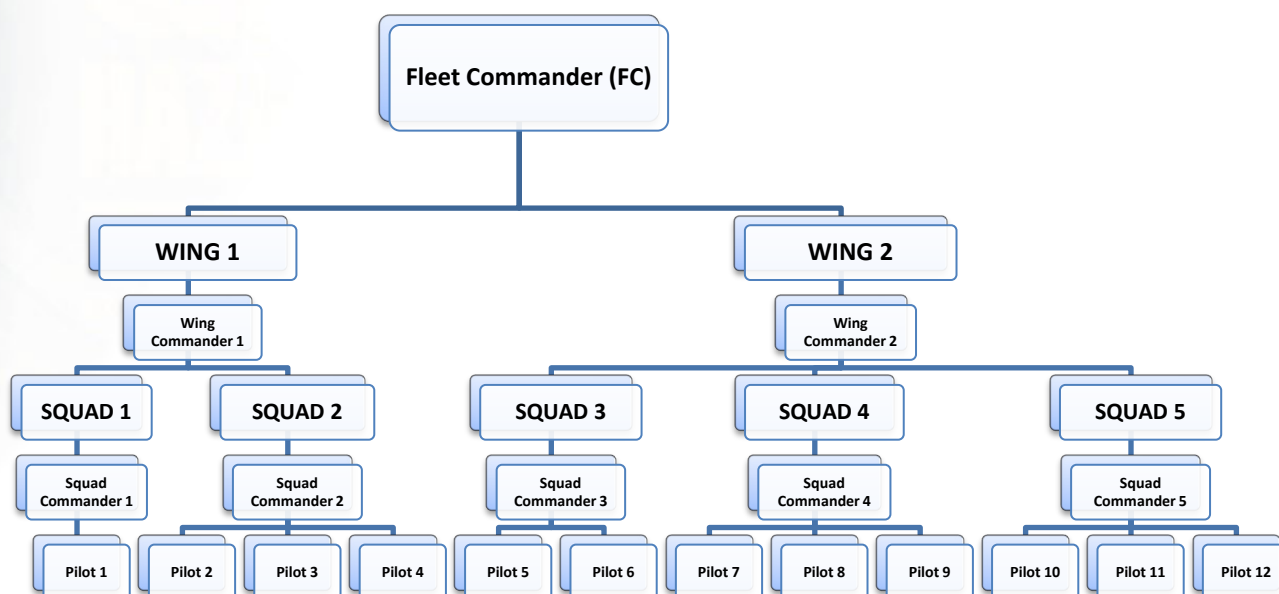 Fleet Commander (FC)
WING 1
WING 2
Wing
Commander 1
Wing
Commander 2
SQUAD 1
SQUAD 2
SQUAD 3
SQUAD 4
SQUAD 5
Squad
Commander 1
Squad
Commander 2
Squad
Commander 3
Squad
Commander 4
Squad
Commander 5
Pilot 1
Pilot 2
Pilot 3
Pilot 4
Pilot 5
Pilot 6
Pilot 7
Pilot 8
Pilot 9
Pilot 10
Pilot 11
Pilot 12